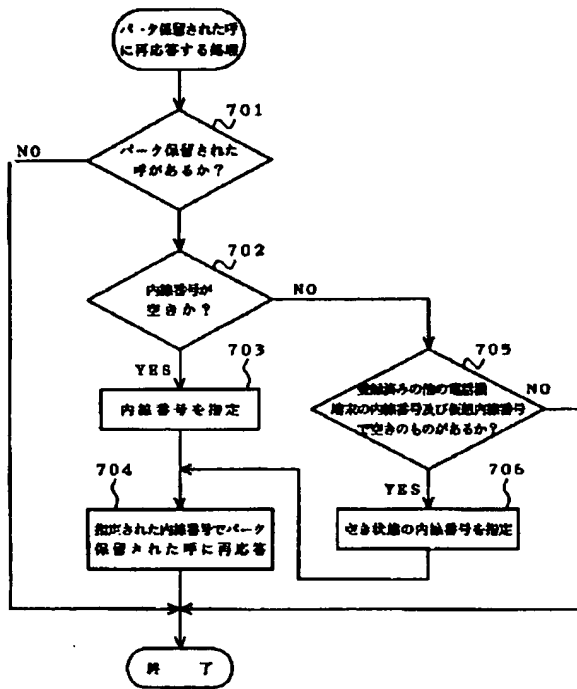 パーク保留された呼
に再応答する処理
701
NO
パーク保留された
呼があるか?
702
内線番号が
空きか?
NO
YES
703
内線番号を指定
704
指定された内線番号でパーク
保留された呼に再応答
705
登録済みの他の電話機
端末の内線番号及び仮想内線番号
で空きのものがあるか?
NO
YES
706
空き状態の内線番号を指定
終 了